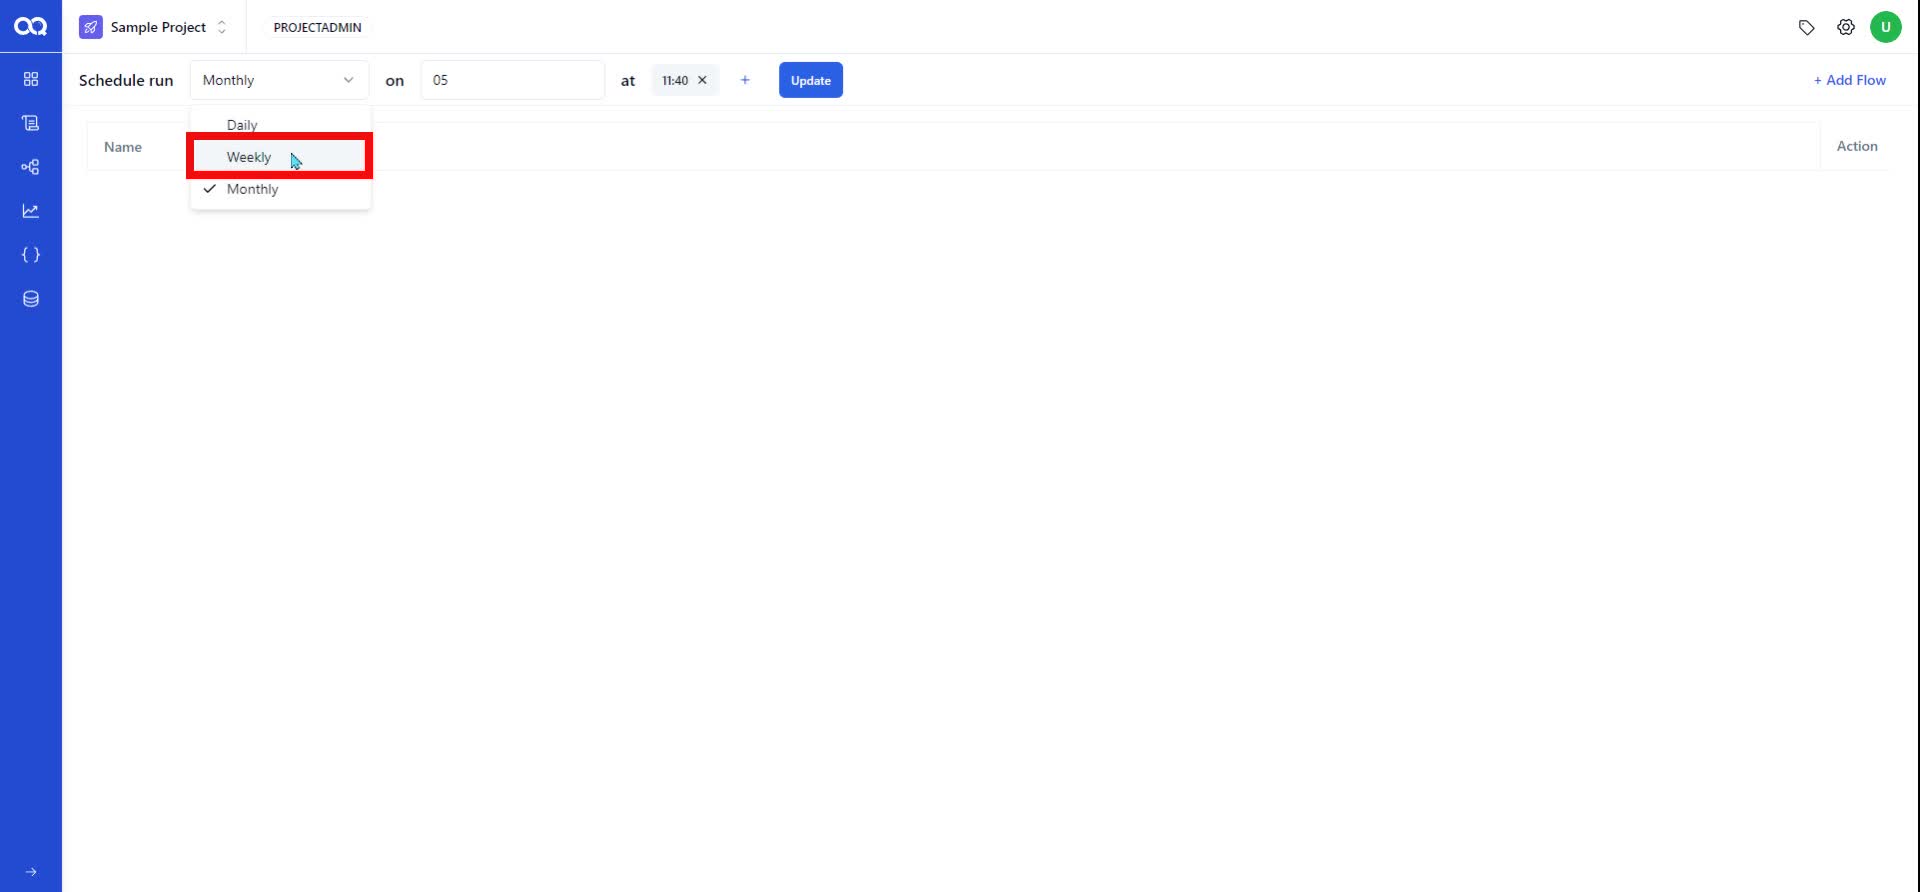 Sample Project
PROJECTADMIN
U
Schedule run Monthly on 05 at 11:40 × + Update + Add Flow
Daily
Name Weekly Action
Monthly